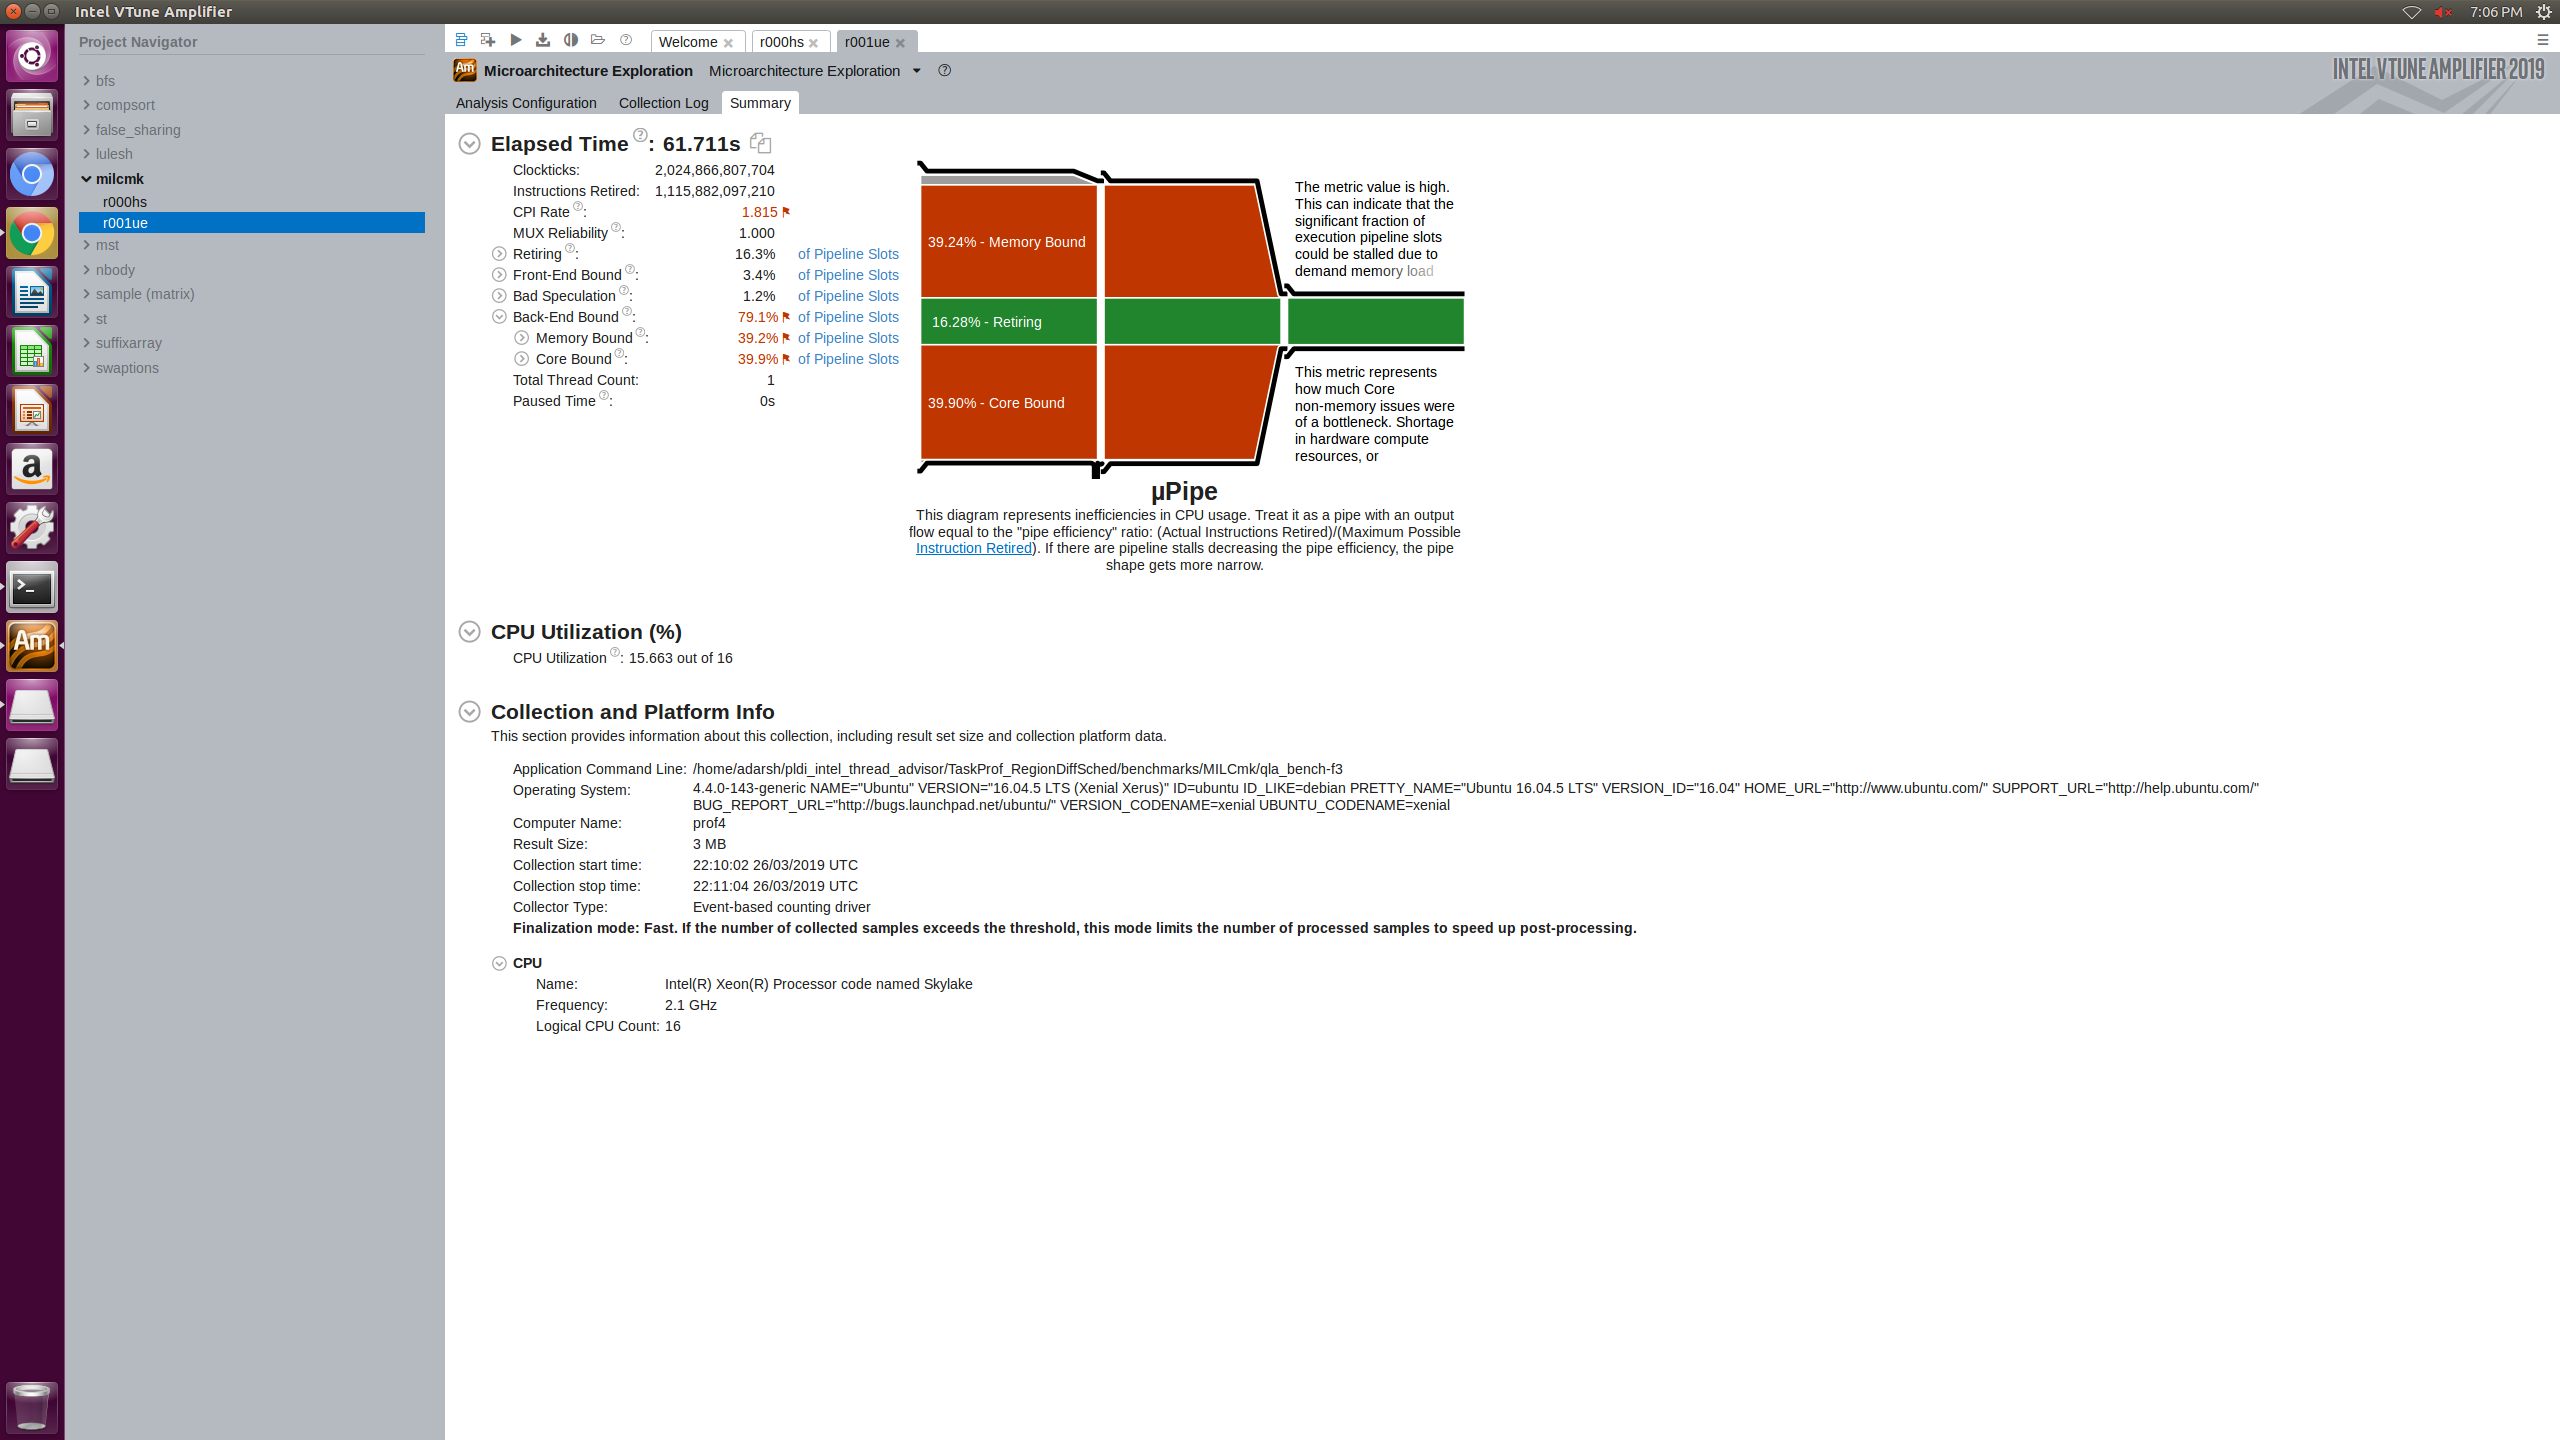 Intel VTune Amplifier
7:06 PM
Project Navigator
bfs
compsort
false_sharing
lulesh
milcmk
r000hs
r001ue
mst
nbody
sample (matrix)
st
suffixarray
swaptions
Welcome
r000hs
r001ue
Am
Microarchitecture Exploration Microarchitecture Exploration
INTEL VTUNE AMPLIFIER 2019
Analysis Configuration Collection Log Summary
Elapsed Time ?: 61.711s
Clockticks: 2,024,866,807,704
Instructions Retired: 1,115,882,097,210
CPI Rate ?: 1.815
MUX Reliability ?: 1.000
Retiring ?: 16.3% of Pipeline Slots
Front-End Bound ?: 3.4% of Pipeline Slots
Bad Speculation ?: 1.2% of Pipeline Slots
Back-End Bound ?: 79.1% of Pipeline Slots
Memory Bound ?: 39.2% of Pipeline Slots
Core Bound ?: 39.9% of Pipeline Slots
Total Thread Count: 1
Paused Time ?: 0s
39.24% - Memory Bound
16.28% - Retiring
39.90% - Core Bound
The metric value is high.
This can indicate that the
significant fraction of
execution pipeline slots
could be stalled due to
demand memory load
This metric represents
how much Core
non-memory issues were
of a bottleneck. Shortage
in hardware compute
resources, or
µPipe
This diagram represents inefficiencies in CPU usage. Treat it as a pipe with an output
flow equal to the "pipe efficiency" ratio: (Actual Instructions Retired)/(Maximum Possible
Instruction Retired). If there are pipeline stalls decreasing the pipe efficiency, the pipe
shape gets more narrow.
CPU Utilization (%)
CPU Utilization ?: 15.663 out of 16
Collection and Platform Info
This section provides information about this collection, including result set size and collection platform data.
Application Command Line: /home/adarsh/pldi_intel_thread_advisor/TaskProf_RegionDiffSched/benchmarks/MILCmk/qla_bench-f3
Operating System: 4.4.0-143-generic NAME="Ubuntu" VERSION="16.04.5 LTS (Xenial Xerus)" ID=ubuntu ID_LIKE=debian PRETTY_NAME="Ubuntu 16.04.5 LTS" VERSION_ID="16.04" HOME_URL="http://www.ubuntu.com/" SUPPORT_URL="http://help.ubuntu.com/"
BUG_REPORT_URL="http://bugs.launchpad.net/ubuntu/" VERSION_CODENAME=xenial UBUNTU_CODENAME=xenial
Computer Name: prof4
Result Size: 3 MB
Collection start time: 22:10:02 26/03/2019 UTC
Collection stop time: 22:11:04 26/03/2019 UTC
Collector Type: Event-based counting driver
Finalization mode: Fast. If the number of collected samples exceeds the threshold, this mode limits the number of processed samples to speed up post-processing.
CPU
Name: Intel(R) Xeon(R) Processor code named Skylake
Frequency: 2.1 GHz
Logical CPU Count: 16
a
>_
Am